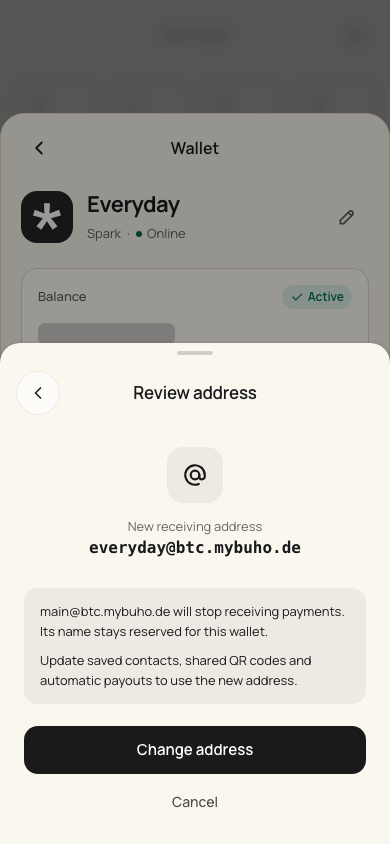 Wallet
Everyday
Spark · Online
Balance
Active
Review address
@
New receiving address
everyday@btc.mybuho.de
main@btc.mybuho.de will stop receiving payments.
Its name stays reserved for this wallet.
Update saved contacts, shared QR codes and
automatic payouts to use the new address.
Change address
Cancel